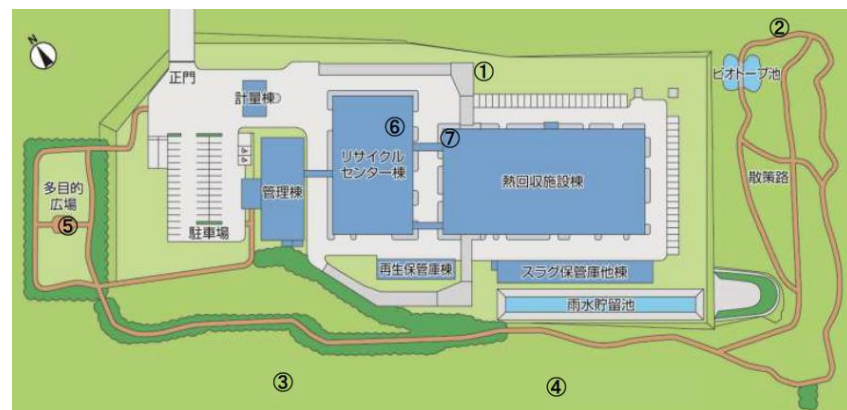 N
正門
計量棟
①
②
ビオトープ池
⑥
⑦
リサイクル
センター棟
熱回収施設棟
管理棟
多目的
広場
⑤
駐車場
散策路
再生保管庫棟
スラグ保管庫他棟
雨水貯留池
③
④